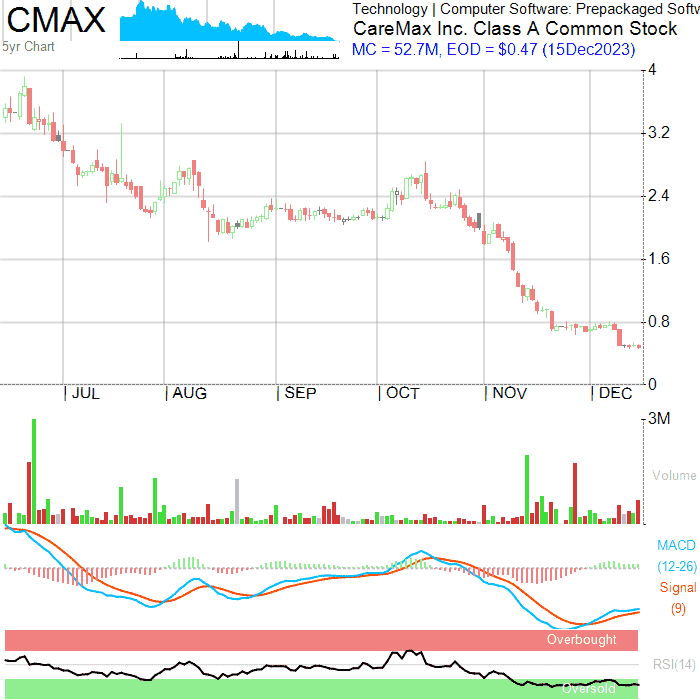 CMAX
5yr Chart
Technology | Computer Software: Prepackaged Softw
CareMax Inc. Class A Common Stock
MC = 52.7M, EOD = $0.47 (15Dec2023)
4
3.2
2.4
1.6
0.8
0
| JUL | AUG | SEP | OCT | NOV | DEC
3M
Volume
MACD
(12-26)
Signal
(9)
Overbought
RSI(14)
Oversold